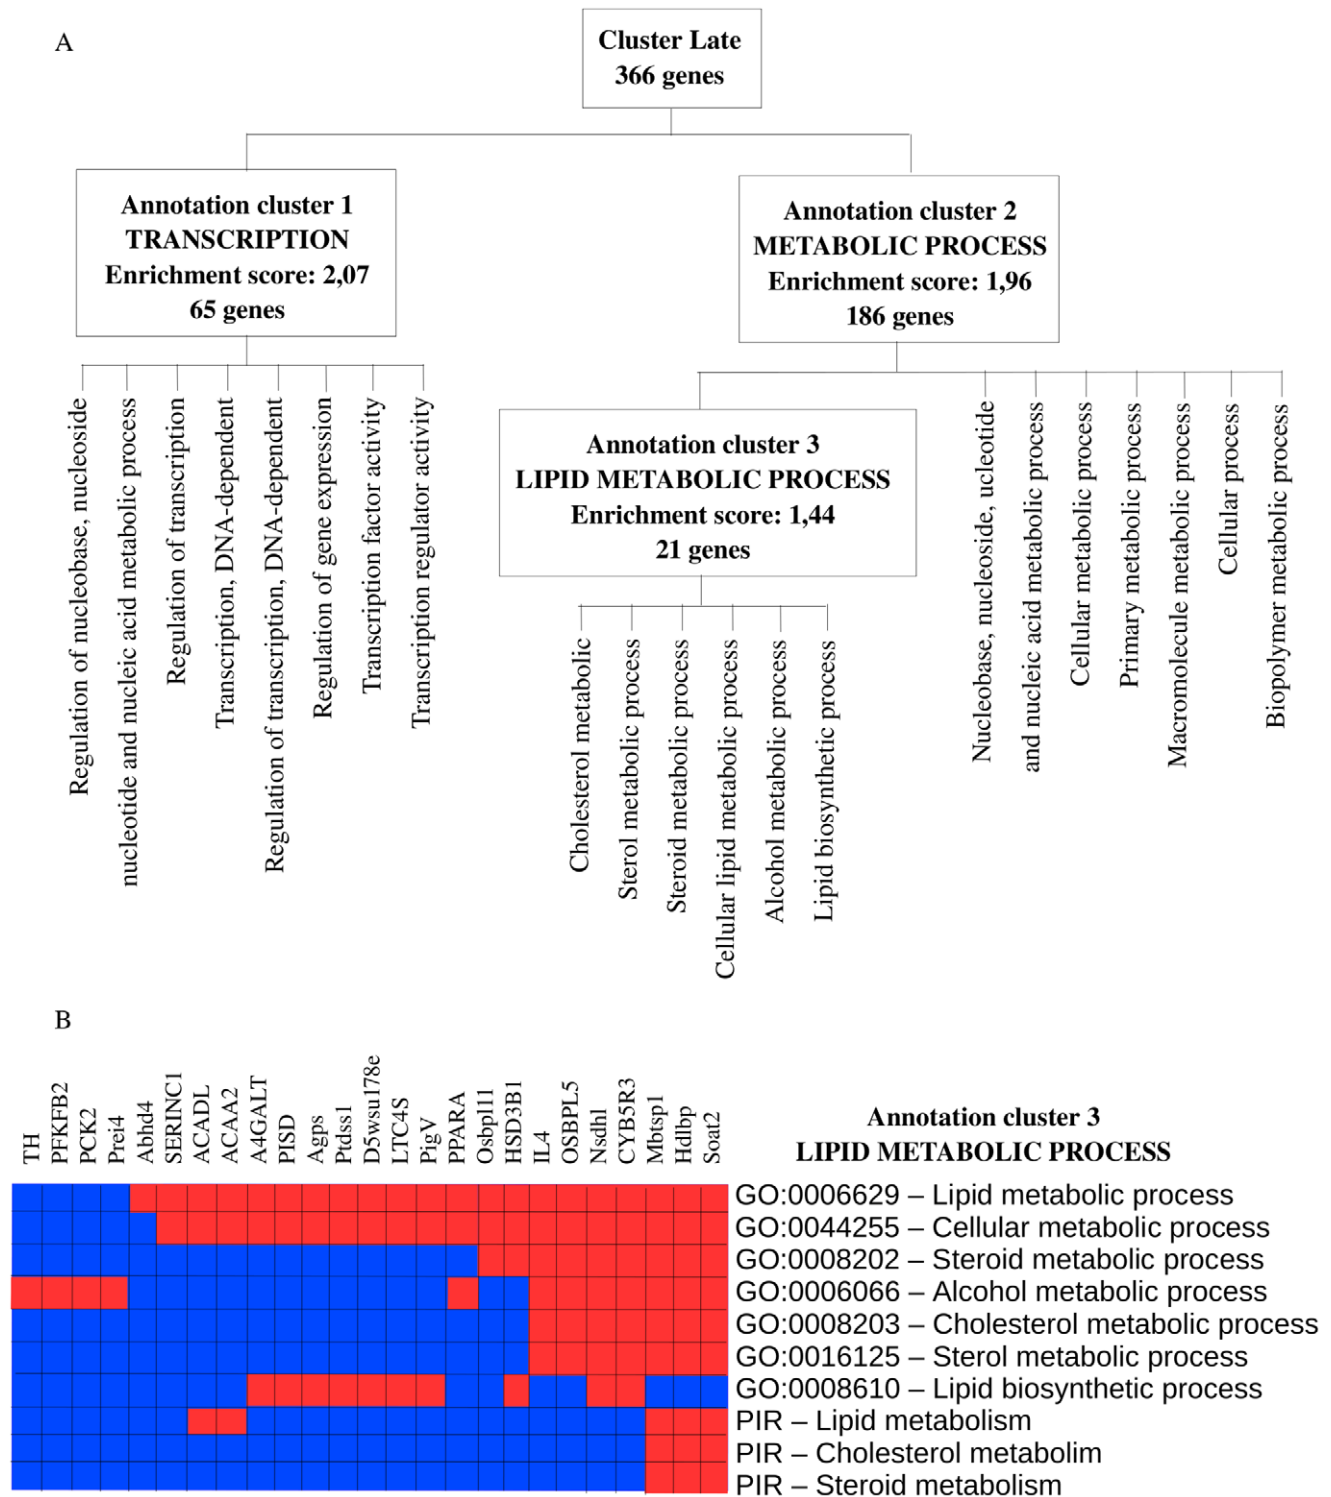 A
Cluster Late
366 genes
Annotation cluster 1
TRANSCRIPTION
Enrichment score: 2,07
65 genes
Annotation cluster 2
METABOLIC PROCESS
Enrichment score: 1,96
186 genes
Annotation cluster 3
LIPID METABOLIC PROCESS
Enrichment score: 1,44
21 genes
Regulation of nucleobase, nucleoside
nucleotide and nucleic acid metabolic process
Regulation of transcription
Transcription, DNA-dependent
Regulation of transcription, DNA-dependent
Regulation of gene expression
Transcription factor activity
Transcription regulator activity
Cholesterol metabolic
Sterol metabolic process
Steroid metabolic process
Cellular lipid metabolic process
Alcohol metabolic process
Lipid biosynthetic process
Nucleobase, nucleoside, ucleotide
and nucleic acid metabolic process
Cellular metabolic process
Primary metabolic process
Macromolecule metabolic process
Cellular process
Biopolymer metabolic process
B
TH
PFKFB2
PCK2
Prei4
Abhd4
SERINC1
ACADL
ACAA2
A4GALT
PISD
Agps
Ptdss1
D5wsu178e
LTC4S
PigV
PPARA
Osbpl11
HSD3B1
IL4
OSBPL5
Nsdhl
CYB5R3
Mbtsp1
Hdlbp
Soat2
Annotation cluster 3
LIPID METABOLIC PROCESS
GO:0006629 – Lipid metabolic process
GO:0044255 – Cellular metabolic process
GO:0008202 – Steroid metabolic process
GO:0006066 – Alcohol metabolic process
GO:0008203 – Cholesterol metabolic process
GO:0016125 – Sterol metabolic process
GO:0008610 – Lipid biosynthetic process
PIR – Lipid metabolism
PIR – Cholesterol metabolim
PIR – Steroid metabolism